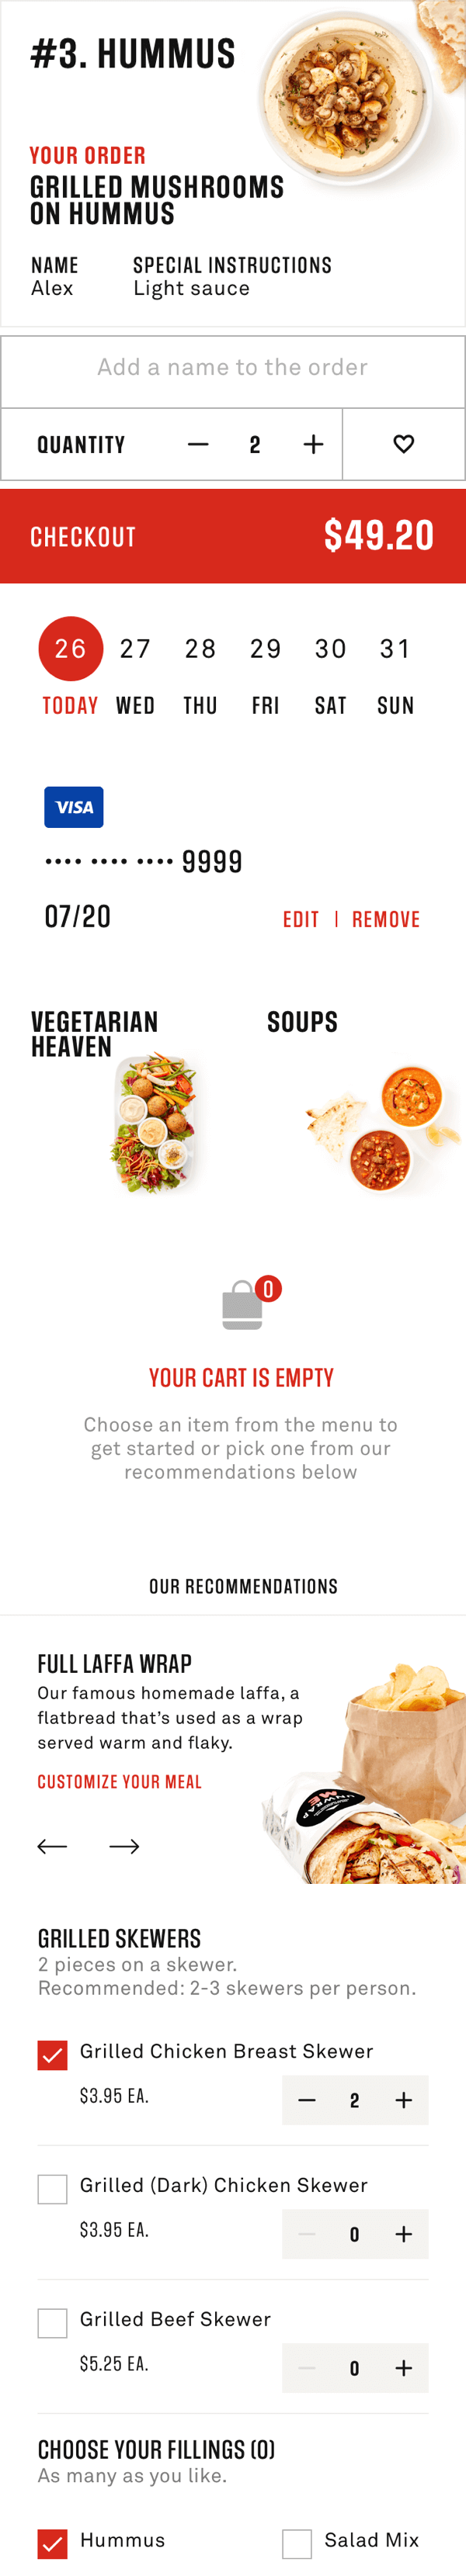 #3. HUMMUS
YOUR ORDER
GRILLED MUSHROOMS
ON HUMMUS
NAME SPECIAL INSTRUCTIONS
Alex Light sauce
Add a name to the order
QUANTITY — 2 +
CHECKOUT $49.20
26 27 28 29 30 31
TODAY WED THU FRI SAT SUN
VISA
•••• •••• •••• 9999
07/20 EDIT | REMOVE
VEGETARIAN
HEAVEN
SOUPS
0
YOUR CART IS EMPTY
Choose an item from the menu to
get started or pick one from our
recommendations below
OUR RECOMMENDATIONS
FULL LAFFA WRAP
Our famous homemade laffa, a
flatbread that's used as a wrap
served warm and flaky.
CUSTOMIZE YOUR MEAL
UNWRAP
ME
GRILLED SKEWERS
2 pieces on a skewer.
Recommended: 2-3 skewers per person.
Grilled Chicken Breast Skewer
$3.95 EA. — 2 +
Grilled (Dark) Chicken Skewer
$3.95 EA. — 0 +
Grilled Beef Skewer
$5.25 EA. — 0 +
CHOOSE YOUR FILLINGS (0)
As many as you like.
Hummus Salad Mix